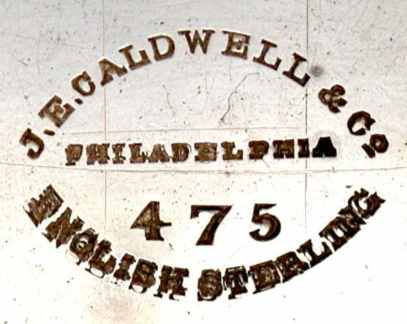 J.E. CALDWELL & Co.
PHILADELPHIA
475
ENGLISH STERLING